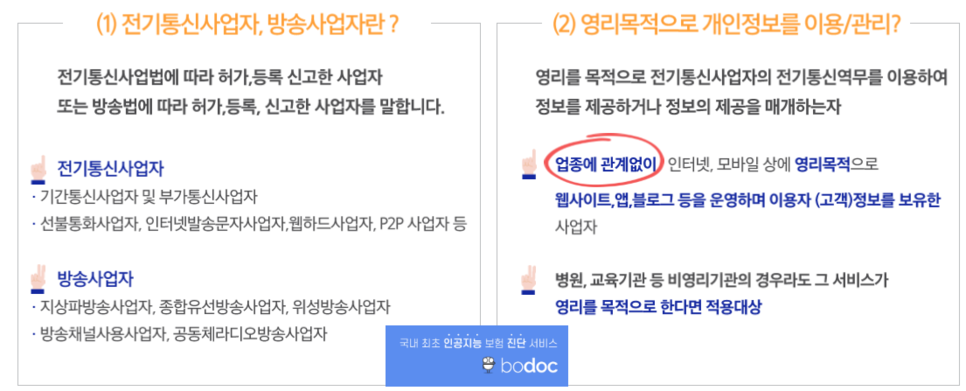 (1) 전기통신사업자, 방송사업자란 ?
전기통신사업법에 따라 허가,등록 신고한 사업자
또는 방송법에 따라 허가,등록, 신고한 사업자를 말합니다.
전기통신사업자
· 기간통신사업자 및 부가통신사업자
· 선불통화사업자, 인터넷발송문자사업자,웹하드사업자, P2P 사업자 등
방송사업자
· 지상파방송사업자, 종합유선방송사업자, 위성방송사업자
· 방송채널사용사업자, 공동체라디오방송사업자
(2) 영리목적으로 개인정보를 이용/관리?
영리를 목적으로 전기통신사업자의 전기통신역무를 이용하여
정보를 제공하거나 정보의 제공을 매개하는자
업종에 관계없이 인터넷, 모바일 상에 영리목적으로
웹사이트,앱,블로그 등을 운영하며 이용자 (고객)정보를 보유한
사업자
병원, 교육기관 등 비영리기관의 경우라도 그 서비스가
영리를 목적으로 한다면 적용대상
국내 최초 인공지능 보험 진단 서비스
bodoc